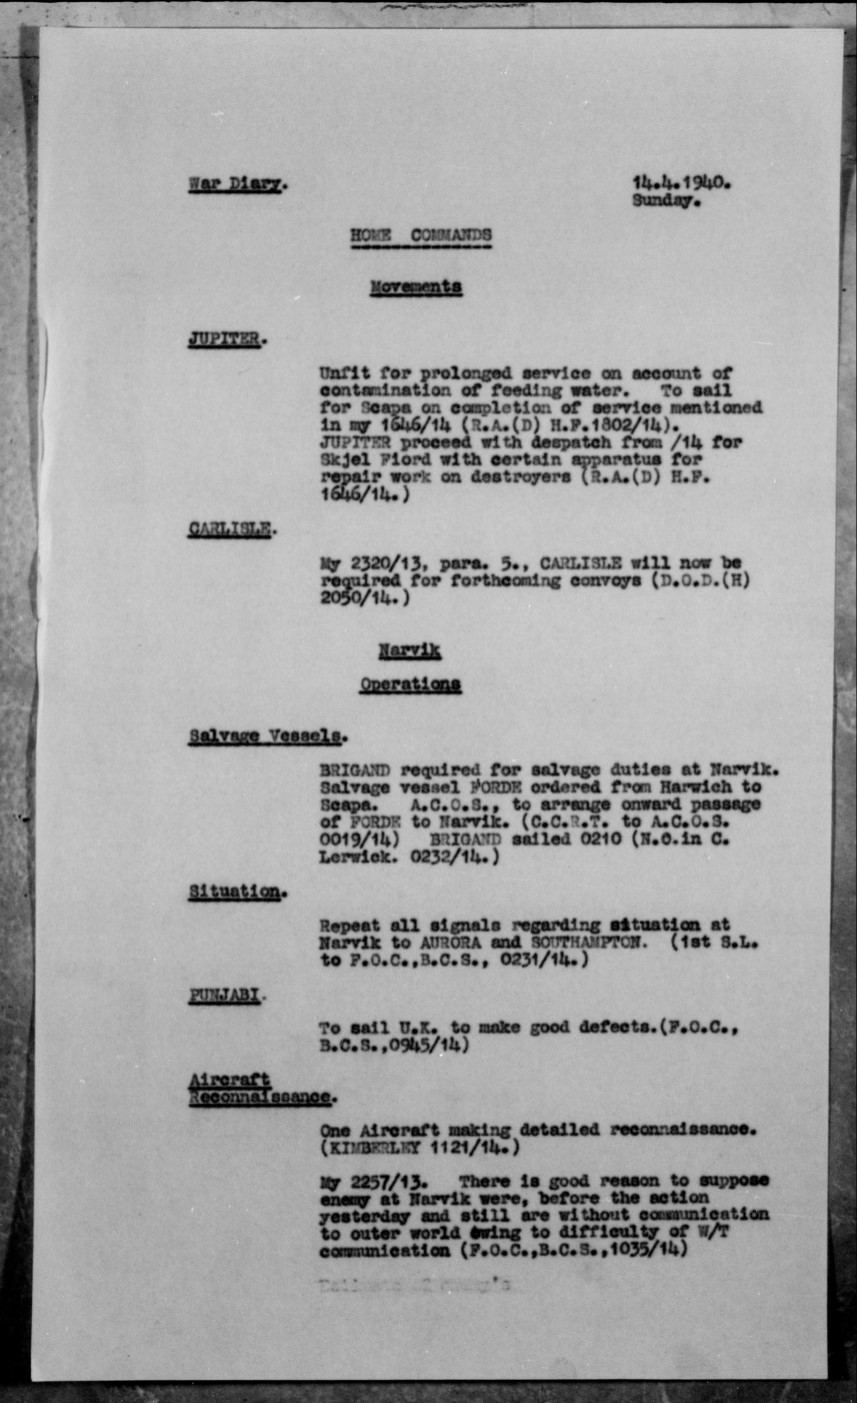 War Diary.
14.4.1940.
Sunday.
HOME COMMANDS
Movements
JUPITER.
Unfit for prolonged service on account of
contamination of feeding water. To sail
for Scapa on completion of service mentioned
in my 1646/14 (R.A.(D) H.F.1802/14).
JUPITER proceed with despatch from /14 for
Skjel Fiord with certain apparatus for
repair work on destroyers (R.A.(D) H.F.
1646/14.)
CARLISLE.
My 2320/13, para. 5., CARLISLE will now be
required for forthcoming convoys (D.O.D.(H)
2050/14.)
Narvik
Operations
Salvage Vessels.
BRIGAND required for salvage duties at Narvik.
Salvage vessel FORDE ordered from Harwich to
Scapa. A.C.O.S., to arrange onward passage
of FORDE to Narvik. (C.C.R.T. to A.C.O.S.
0019/14) BRIGAND sailed 0210 (N.O.in C.
Lerwick. 0232/14.)
Situation.
Repeat all signals regarding situation at
Narvik to AURORA and SOUTHAMPTON. (1st S.L.
to F.O.C.,B.C.S., 0231/14.)
PUNJABI.
To sail U.K. to make good defects.(F.O.C.,
B.C.S.,0945/14)
Aircraft
Reconnaissance.
One Aircraft making detailed reconnaissance.
(KIMBERLEY 1121/14.)
My 2257/13. There is good reason to suppose
enemy at Narvik were, before the action
yesterday and still are without communication
to outer world owing to difficulty of W/T
communication (F.O.C.,B.C.S.,1035/14)